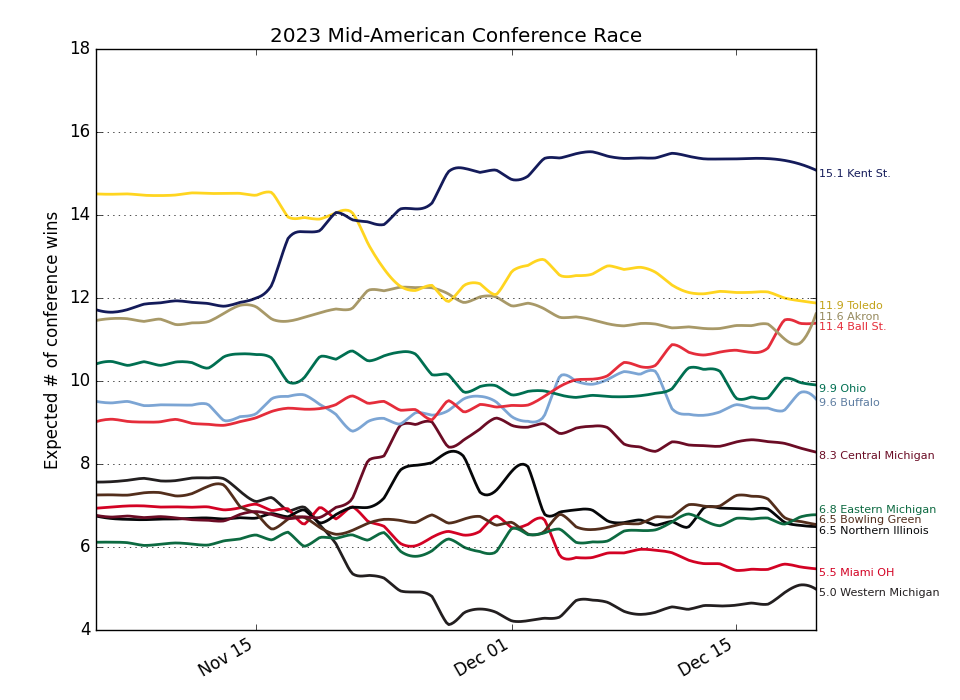 2023 Mid-American Conference Race
Expected # of conference wins
18
16
14
12
10
8
6
4
Nov 15
Dec 01
Dec 15
15.1 Kent St.
11.9 Toledo
11.6 Akron
11.4 Ball St.
9.9 Ohio
9.6 Buffalo
8.3 Central Michigan
6.8 Eastern Michigan
6.5 Bowling Green
6.5 Northern Illinois
5.5 Miami OH
5.0 Western Michigan